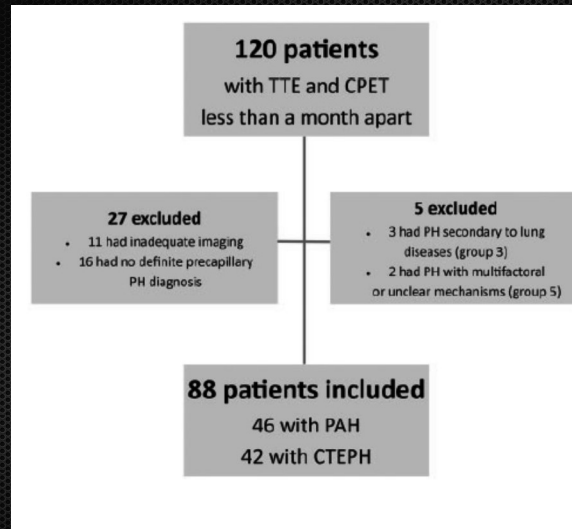 120 patients
with TTE and CPET
less than a month apart
27 excluded
• 11 had inadequate imaging
• 16 had no definite precapillary
PH diagnosis
5 excluded
• 3 had PH secondary to lung
diseases (group 3)
• 2 had PH with multifactoral
or unclear mechanisms (group 5)
88 patients included
46 with PAH
42 with CTEPH